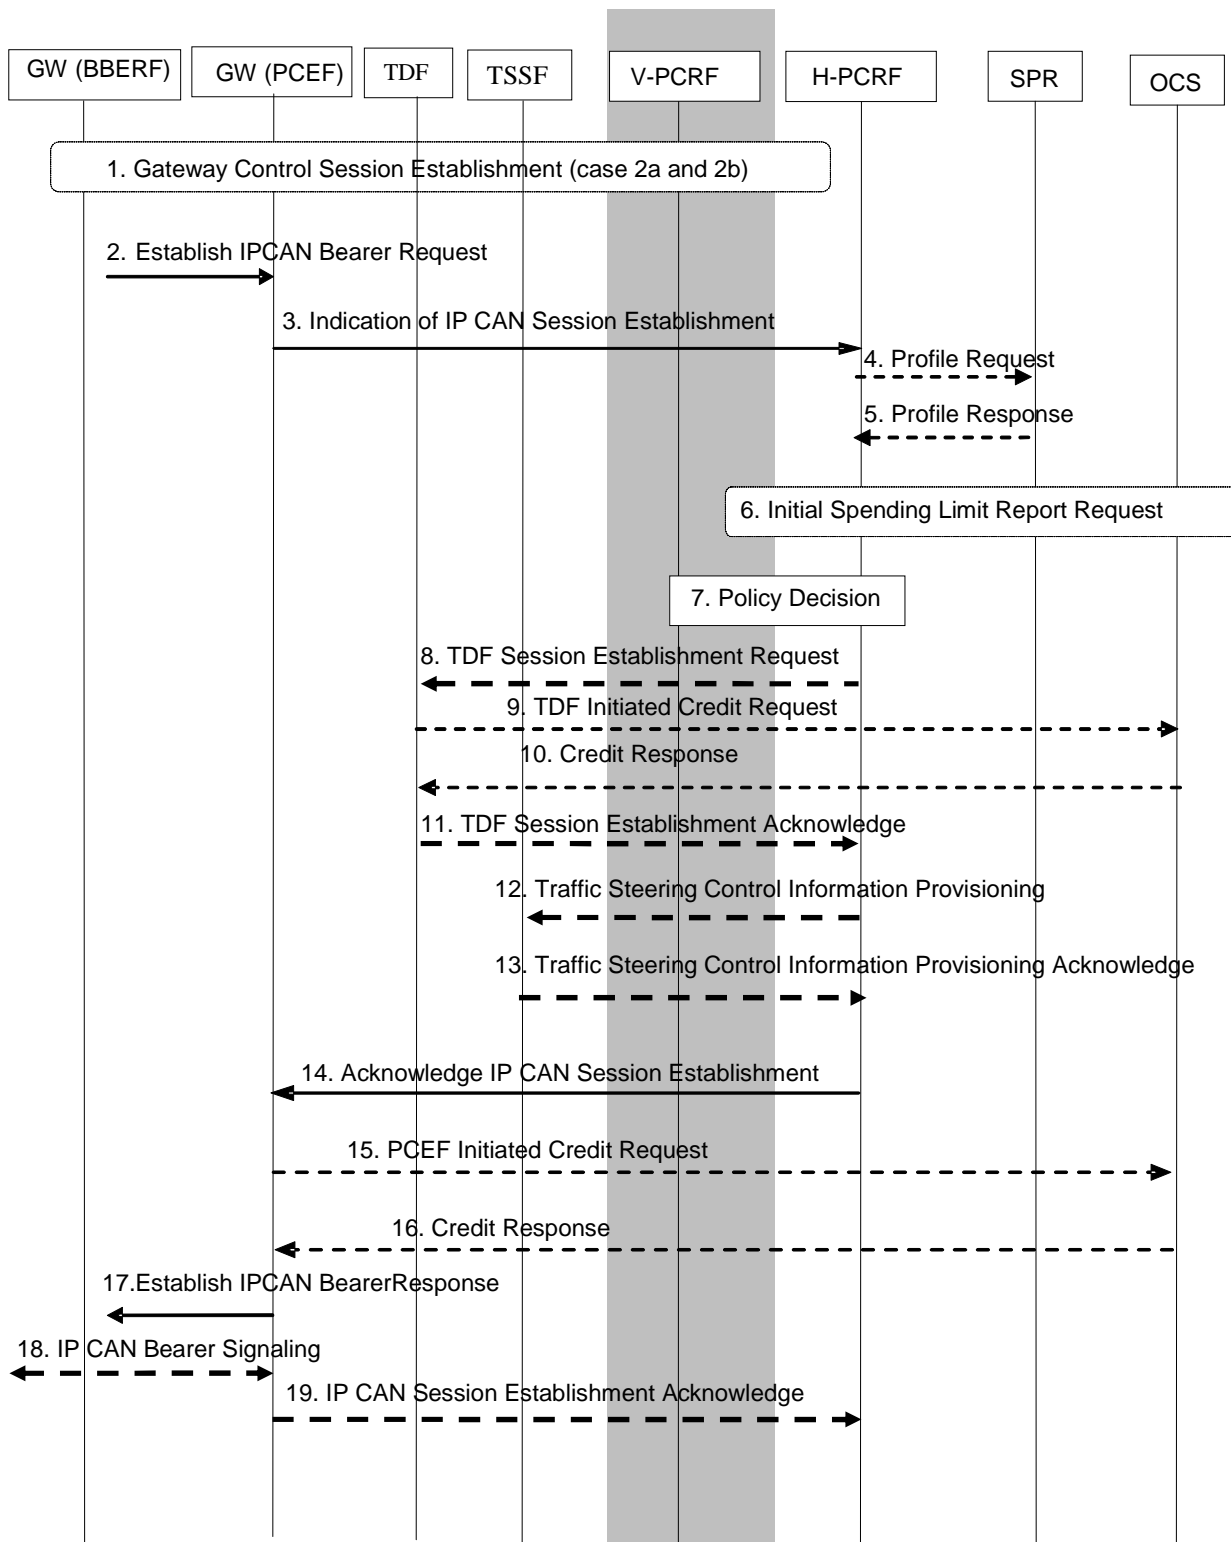 GW (BBERF)
GW (PCEF)
TDF
TSSF
V-PCRF
H-PCRF
SPR
OCS
1. Gateway Control Session Establishment (case 2a and 2b)
2. Establish IPCAN Bearer Request
3. Indication of IP CAN Session Establishment
4. Profile Request
5. Profile Response
6. Initial Spending Limit Report Request
7. Policy Decision
8. TDF Session Establishment Request
9. TDF Initiated Credit Request
10. Credit Response
11. TDF Session Establishment Acknowledge
12. Traffic Steering Control Information Provisioning
13. Traffic Steering Control Information Provisioning Acknowledge
14. Acknowledge IP CAN Session Establishment
15. PCEF Initiated Credit Request
16. Credit Response
17.Establish IPCAN BearerResponse
18. IP CAN Bearer Signaling
19. IP CAN Session Establishment Acknowledge